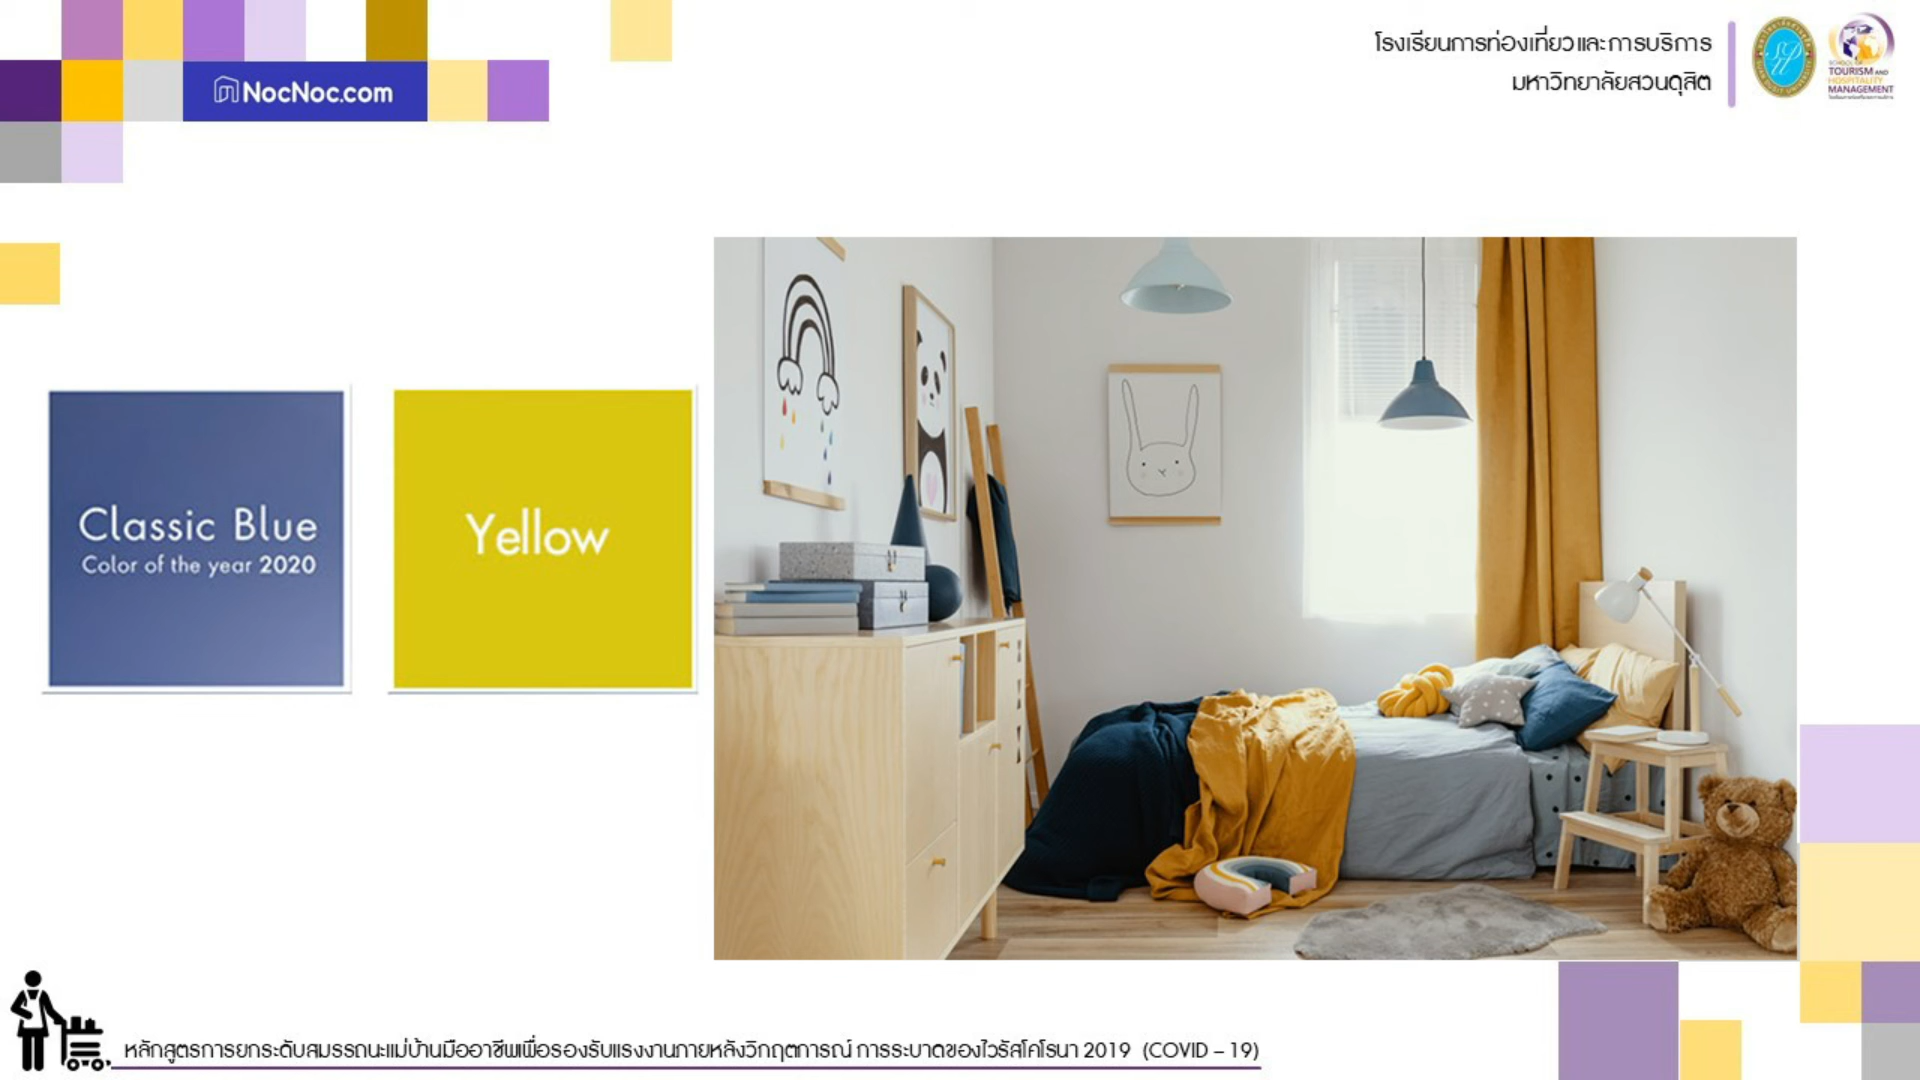 โรงเรียนการท่องเที่ยวและการบริการ
มหาวิทยาลัยสวนดุสิต
SCHOOL OF
TOURISM AND
HOSPITALITY
MANAGEMENT
NocNoc.com
Classic Blue
Color of the year 2020
Yellow
หลักสูตรการยกระดับสมรรถนะแม่บ้านมืออาชีพเพื่อรองรับแรงงานภายหลังวิกฤตการณ์ การระบาดของไวรัสโคโรนา 2019 (COVID – 19)